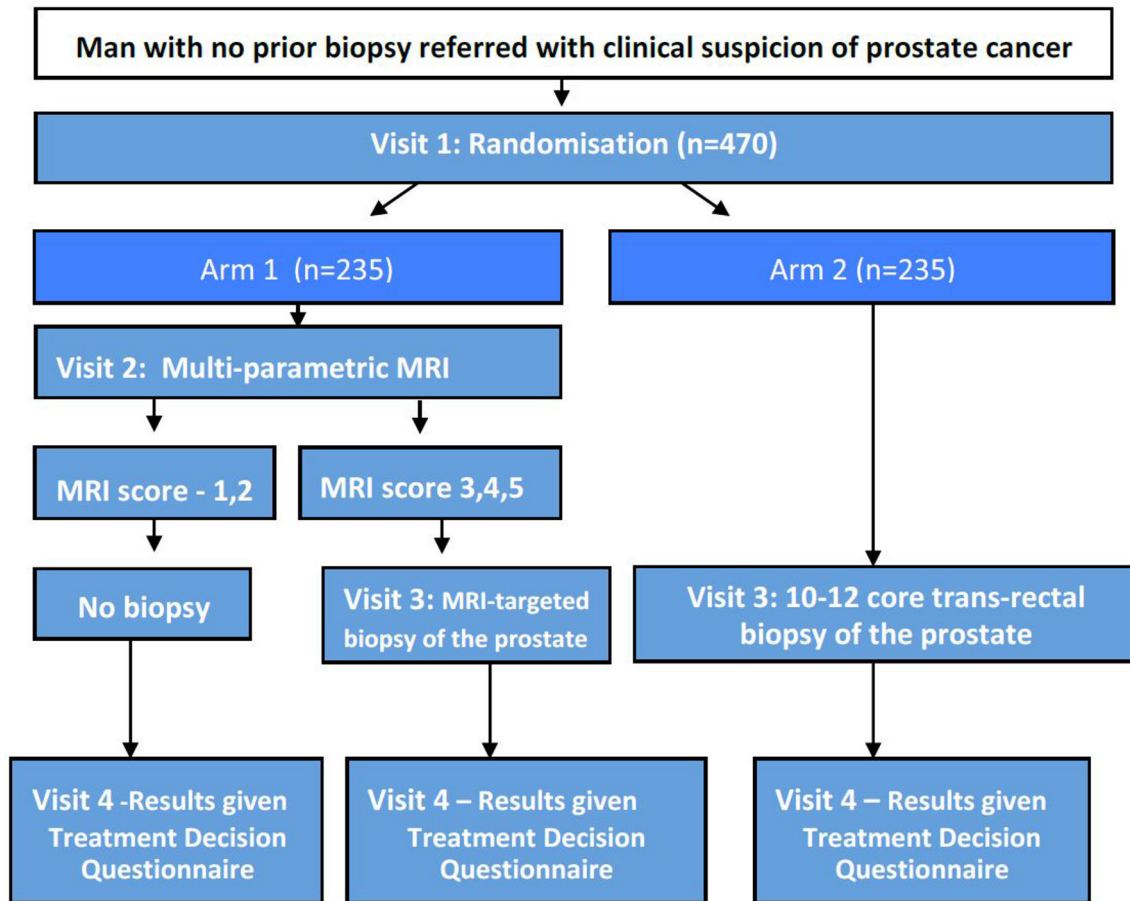 Man with no prior biopsy referred with clinical suspicion of prostate cancer
Visit 1: Randomisation (n=470)
Arm 1 (n=235)
Arm 2 (n=235)
Visit 2: Multi-parametric MRI
MRI score - 1,2
MRI score 3,4,5
No biopsy
Visit 3: MRI-targeted
biopsy of the prostate
Visit 3: 10-12 core trans-rectal
biopsy of the prostate
Visit 4 -Results given
Treatment Decision
Questionnaire
Visit 4 – Results given
Treatment Decision
Questionnaire
Visit 4 – Results given
Treatment Decision
Questionnaire